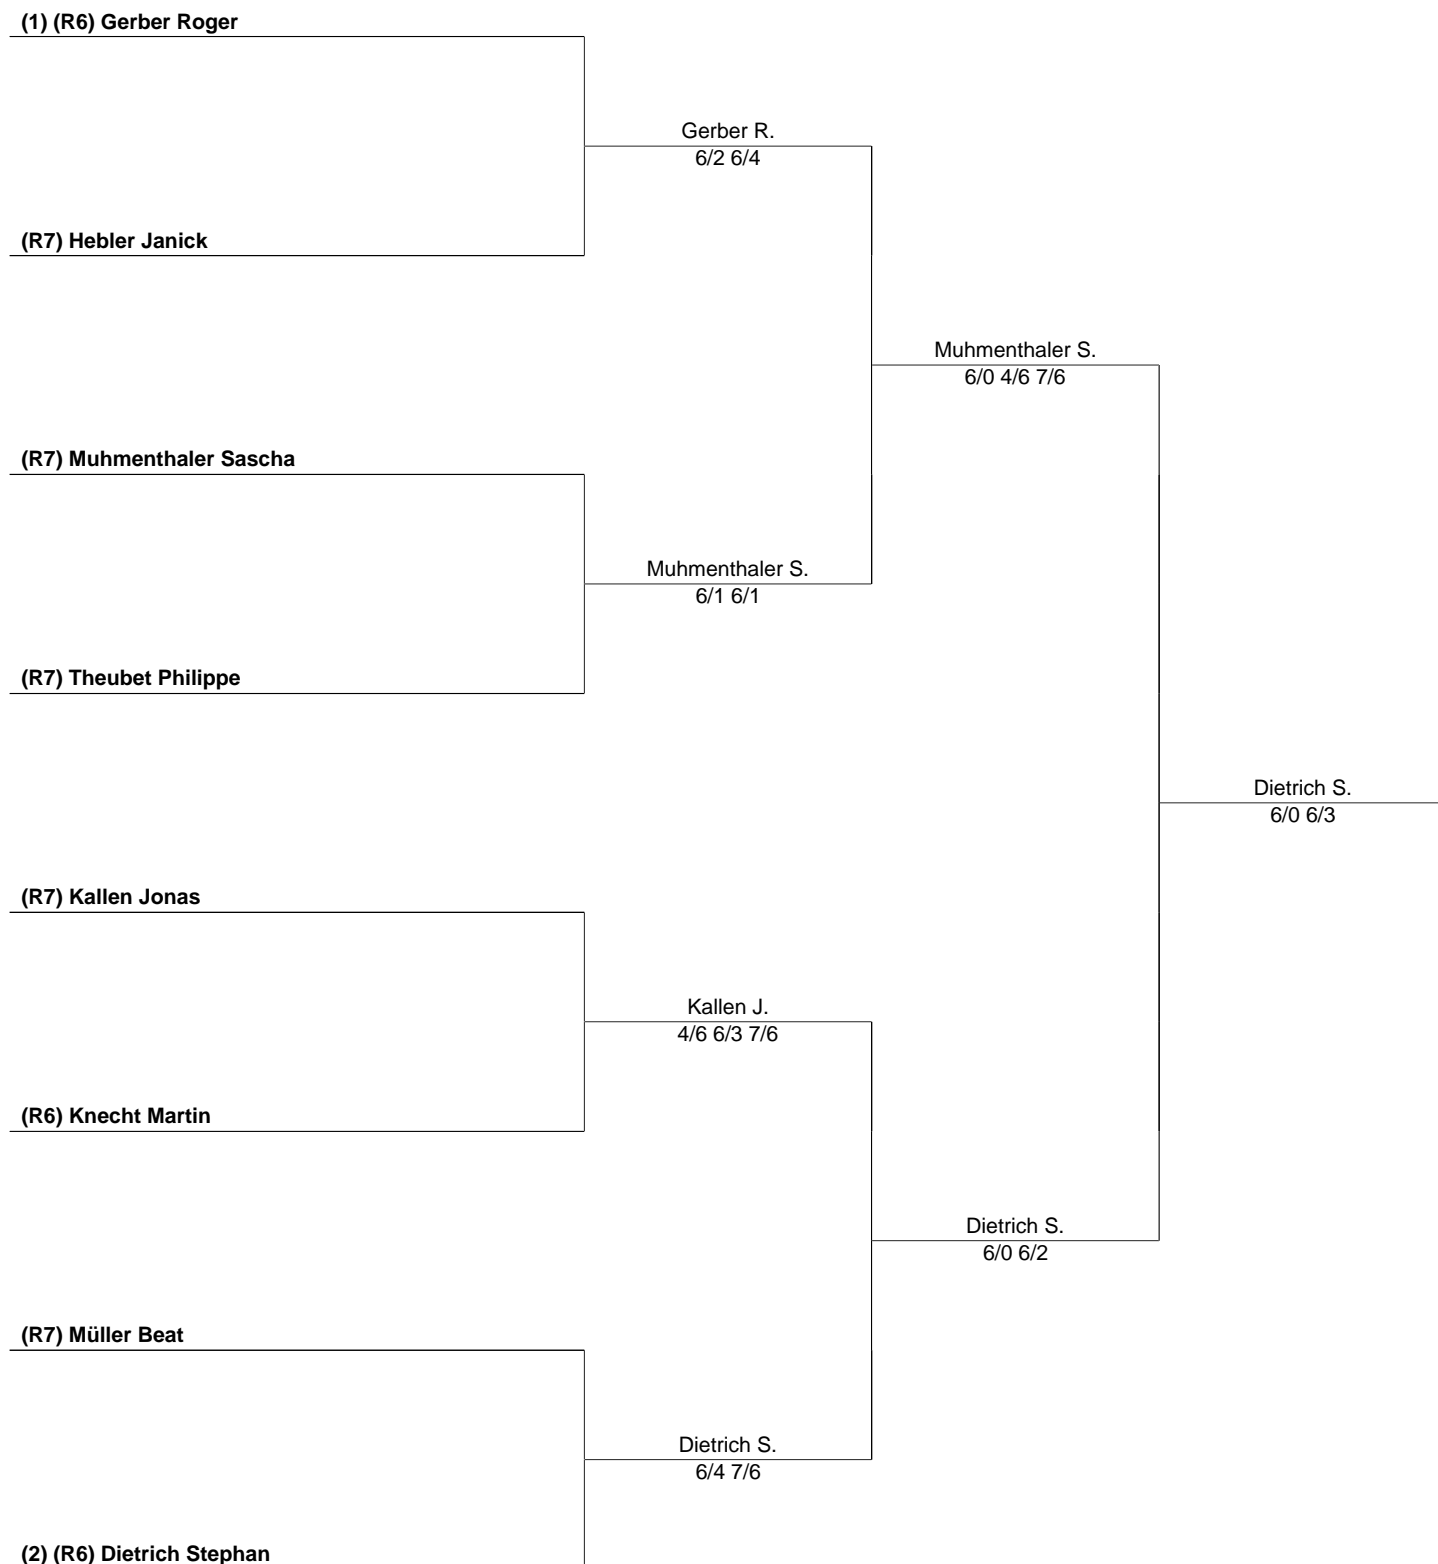 (1) (R6) Gerber Roger
Gerber R.
6/2 6/4
(R7) Hebler Janick
Muhmenthaler S.
6/0 4/6 7/6
(R7) Muhmenthaler Sascha
Muhmenthaler S.
6/1 6/1
(R7) Theubet Philippe
Dietrich S.
6/0 6/3
(R7) Kallen Jonas
Kallen J.
4/6 6/3 7/6
(R6) Knecht Martin
Dietrich S.
6/0 6/2
(R7) Müller Beat
Dietrich S.
6/4 7/6
(2) (R6) Dietrich Stephan